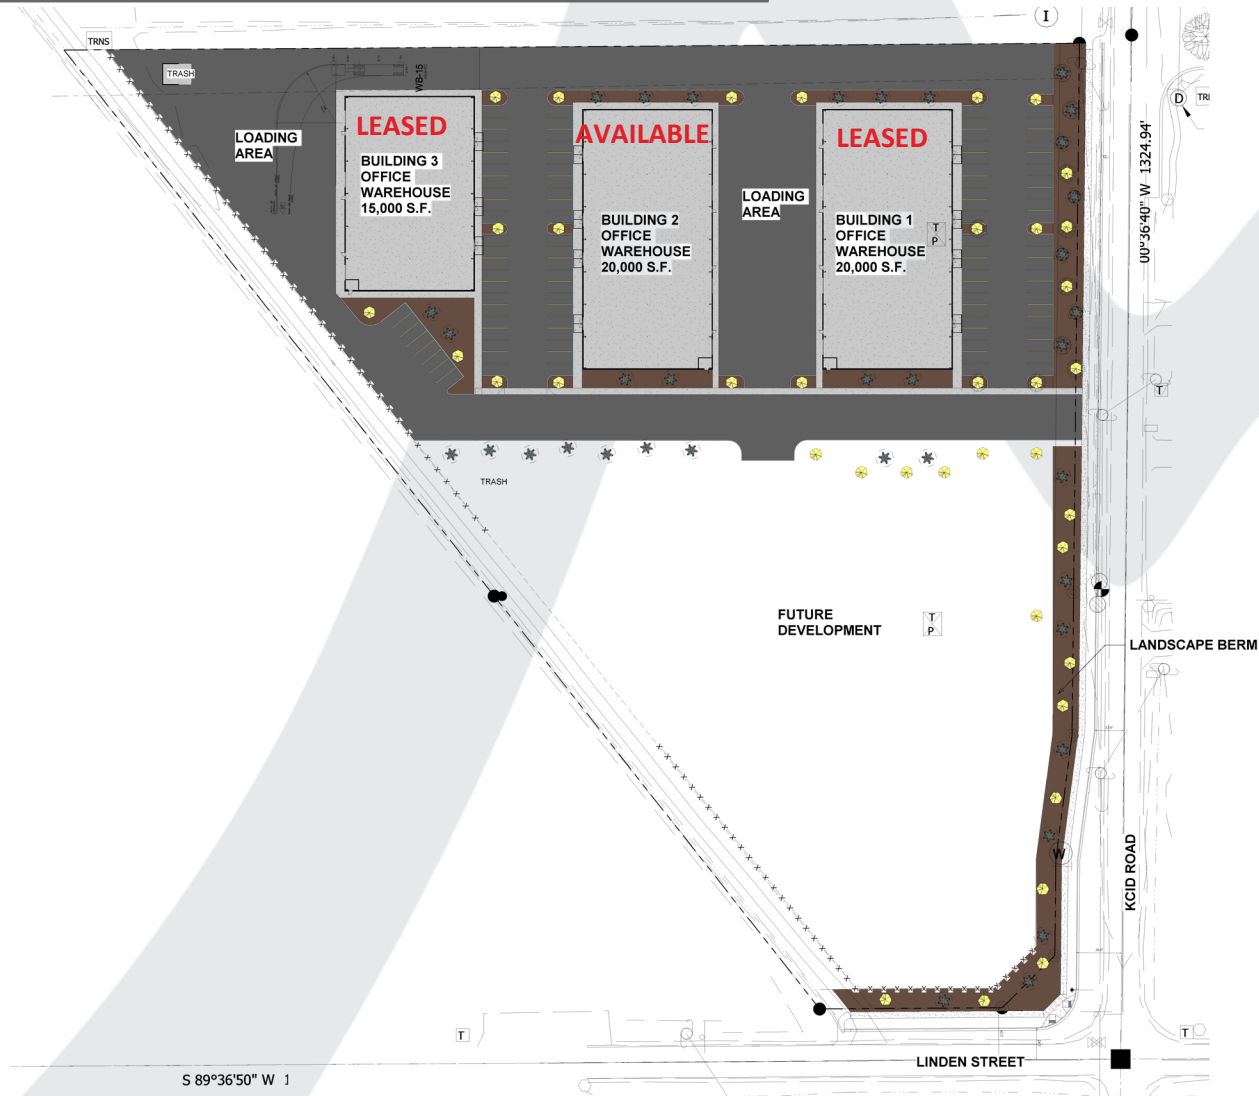 I
TRNS
TRASH
WB-15
D
TRI
LOADING
AREA
LEASED
BUILDING 3
OFFICE
WAREHOUSE
15,000 S.F.
AVAILABLE
BUILDING 2
OFFICE
WAREHOUSE
20,000 S.F.
LOADING
AREA
LEASED
BUILDING 1
OFFICE
WAREHOUSE
20,000 S.F.
T
P
00°36'40" W 1324.94'
T
TRASH
FUTURE
DEVELOPMENT
T
P
LANDSCAPE BERM
W
KCID ROAD
T
T
LINDEN STREET
S 89°36'50" W 1